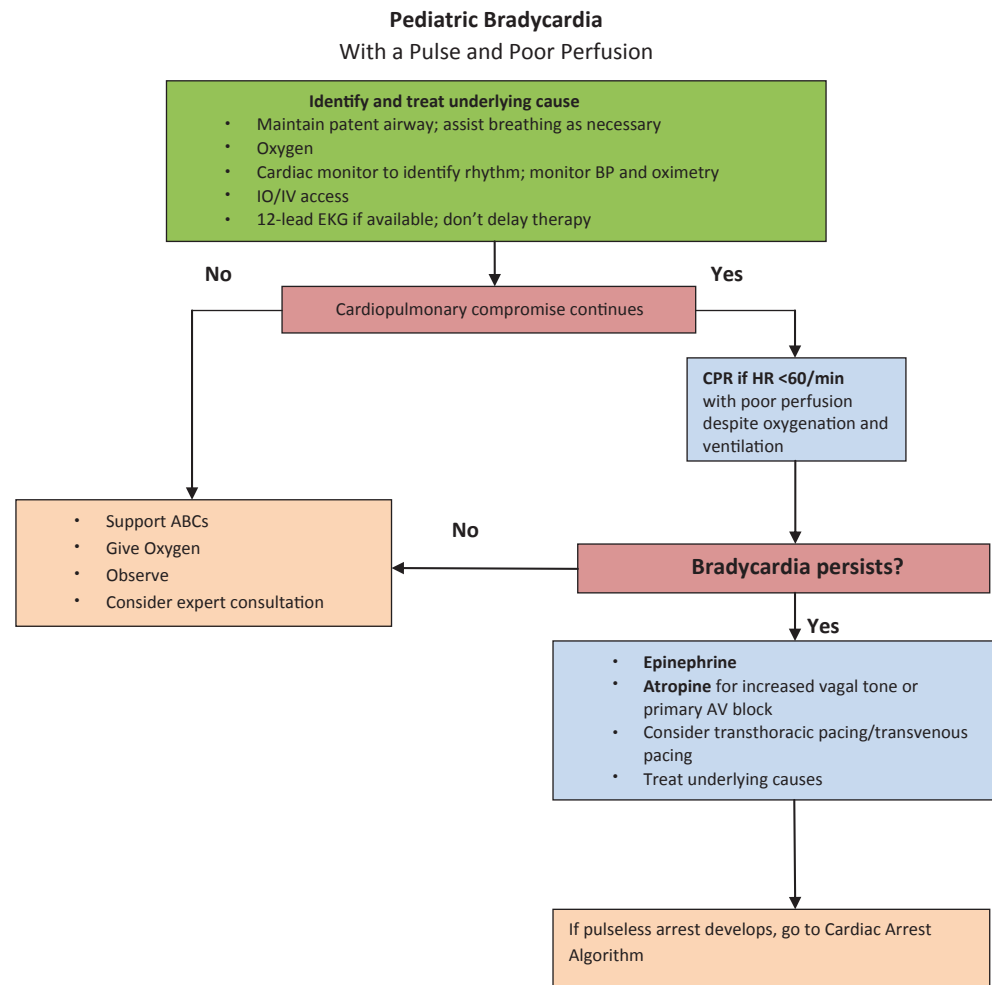 Pediatric Bradycardia
With a Pulse and Poor Perfusion
Identify and treat underlying cause
• Maintain patent airway; assist breathing as necessary
• Oxygen
• Cardiac monitor to identify rhythm; monitor BP and oximetry
• IO/IV access
• 12-lead EKG if available; don’t delay therapy
No
Yes
Cardiopulmonary compromise continues
CPR if HR <60/min
with poor perfusion
despite oxygenation and
ventilation
• Support ABCs
• Give Oxygen
• Observe
• Consider expert consultation
No
Bradycardia persists?
Yes
• Epinephrine
• Atropine for increased vagal tone or
primary AV block
• Consider transthoracic pacing/transvenous
pacing
• Treat underlying causes
If pulseless arrest develops, go to Cardiac Arrest
Algorithm